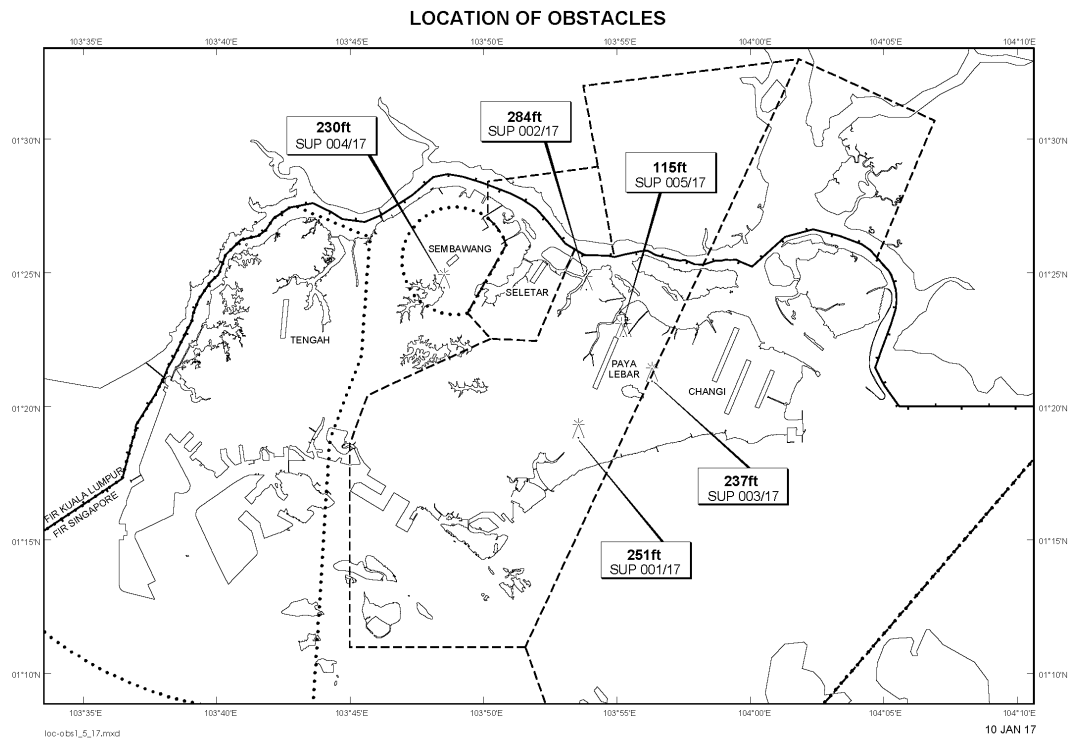 LOCATION OF OBSTACLES
103°35'E
103°40'E
103°45'E
103°50'E
103°55'E
104°00'E
104°05'E
104°10'E
01°30'N
01°30'N
230ft
SUP 004/17
284ft
SUP 002/17
115ft
SUP 005/17
SEMBAWANG
01°25'N
01°25'N
SELETAR
TENGAH
PAYA
LEBAR
CHANGI
01°20'N
01°20'N
FIR KUALA LUMPUR
FIR SINGAPORE
237ft
SUP 003/17
01°15'N
01°15'N
251ft
SUP 001/17
01°10'N
01°10'N
103°35'E
103°40'E
103°45'E
103°50'E
103°55'E
104°00'E
104°05'E
104°10'E
loc-obs1_5_17.mxd
10 JAN 17